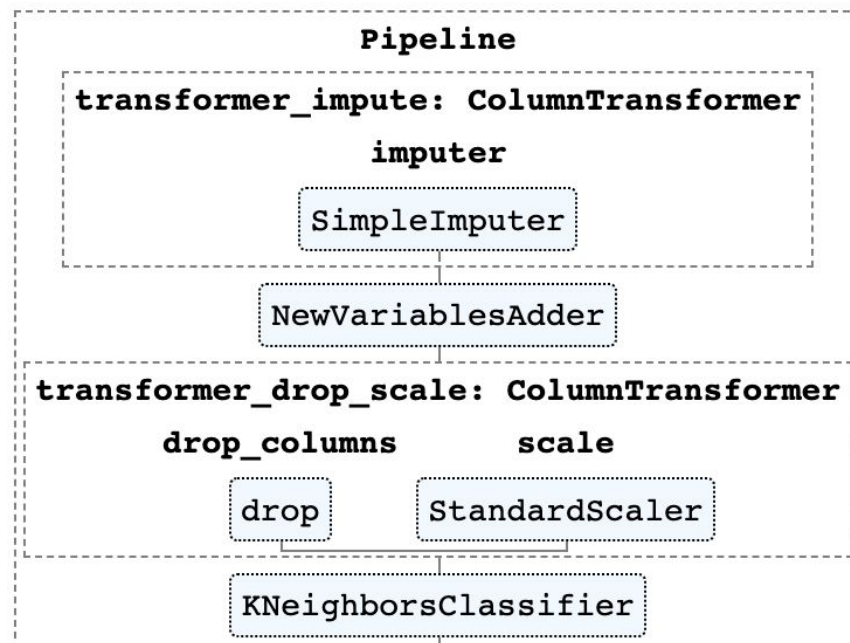 Pipeline
transformer_impute: ColumnTransformer
imputer
SimpleImputer
NewVariablesAdder
transformer_drop_scale: ColumnTransformer
drop_columns scale
drop StandardScaler
KNeighborsClassifier